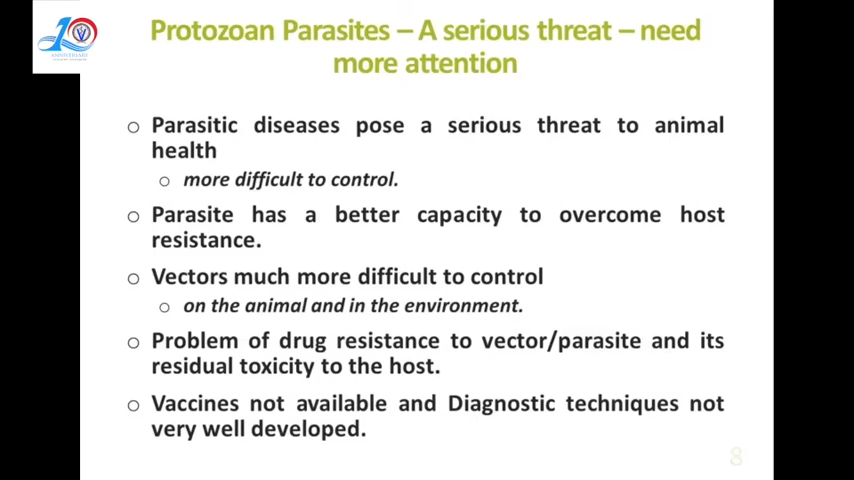 10
V
ANNIVERSARY
Protozoan Parasites – A serious threat – need
more attention
o Parasitic diseases pose a serious threat to animal
health
o more difficult to control.
o Parasite has a better capacity to overcome host
resistance.
o Vectors much more difficult to control
o on the animal and in the environment.
o Problem of drug resistance to vector/parasite and its
residual toxicity to the host.
o Vaccines not available and Diagnostic techniques not
very well developed.
8